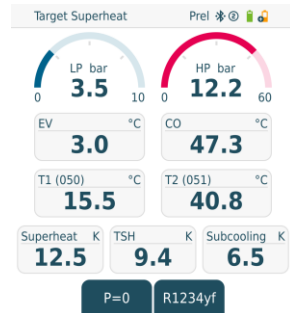 Target Superheat Prel
LP bar HP bar
3.5 12.2
0 10 0 60
EV °C CO °C
3.0 47.3
T1 (050) °C T2 (051) °C
15.5 40.8
Superheat K TSH K Subcooling K
12.5 9.4 6.5
P=0 R1234yf